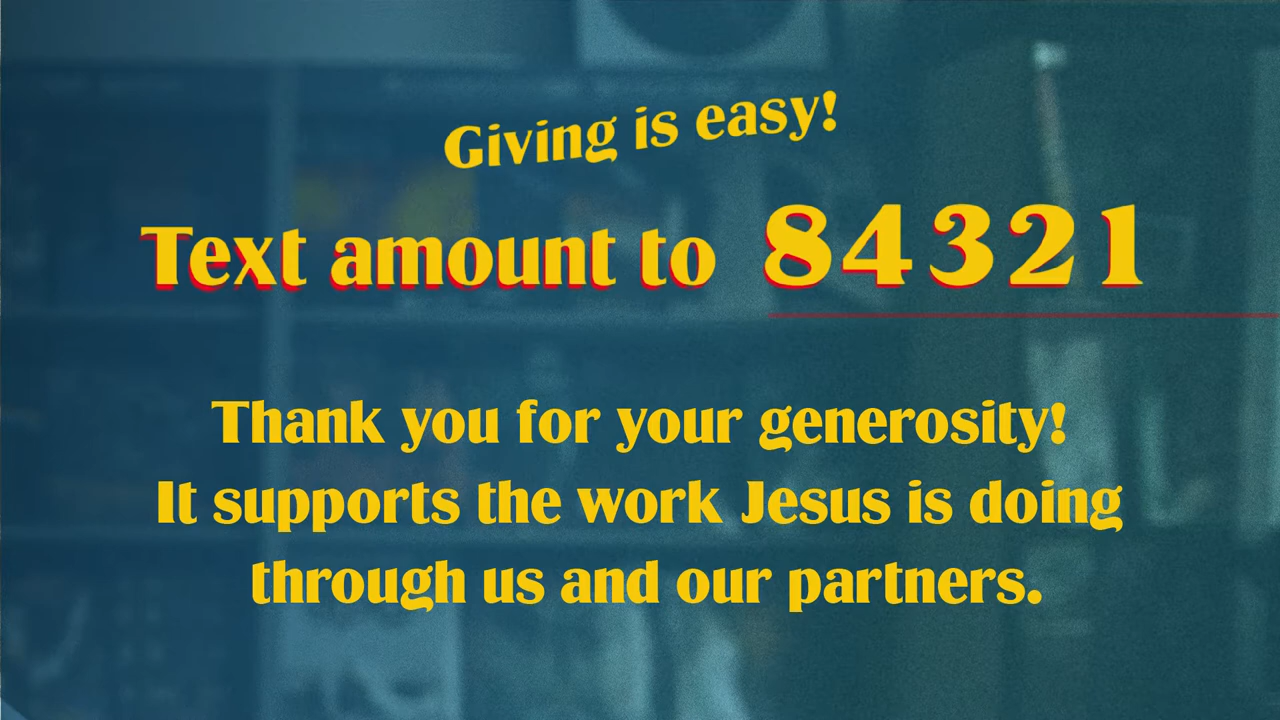 Giving is easy!
Text amount to 84321
Thank you for your generosity!
It supports the work Jesus is doing
through us and our partners.